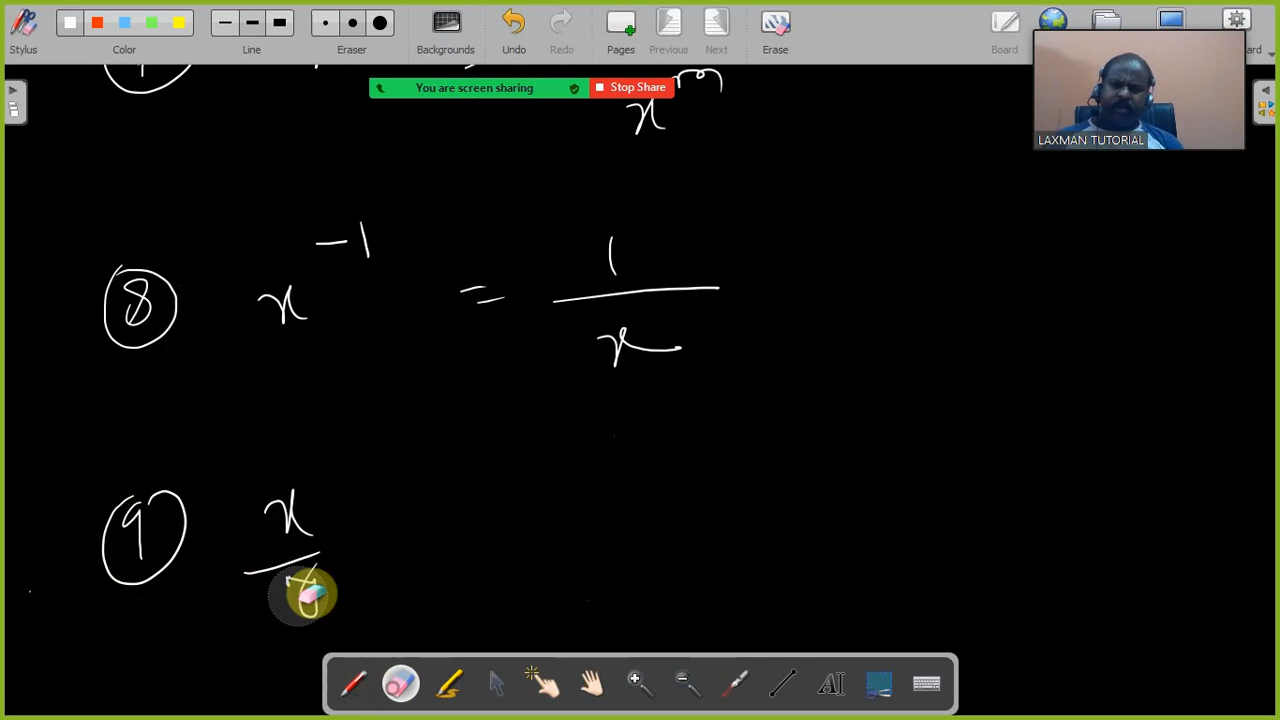 Stylus Color Line Eraser Backgrounds Undo Redo Pages Previous Next Erase Board
You are screen sharing Stop Share
LAXMAN TUTORIAL
x^m
⑧ x^-1 = 1/x
⑨ x